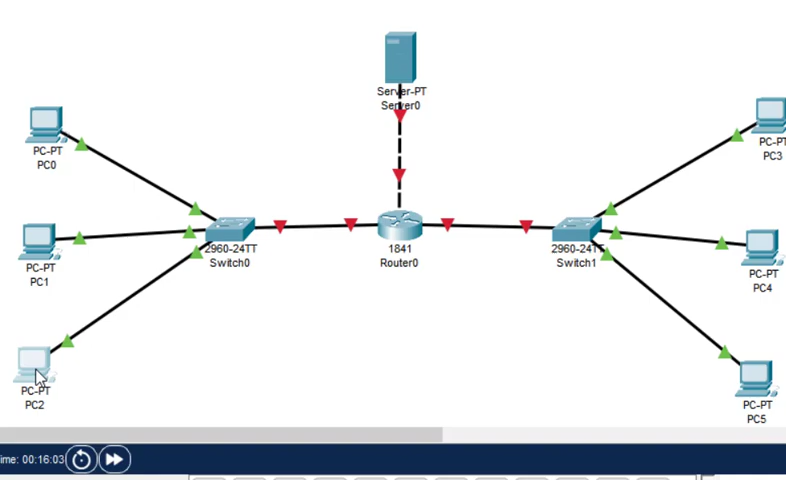 Server-PT
Server0
PC-PT
PC0
PC-PT
PC3
2960-24TT
Switch0
1841
Router0
2960-24TT
Switch1
PC-PT
PC1
PC-PT
PC4
PC-PT
PC2
PC-PT
PC5
ime: 00:16:03